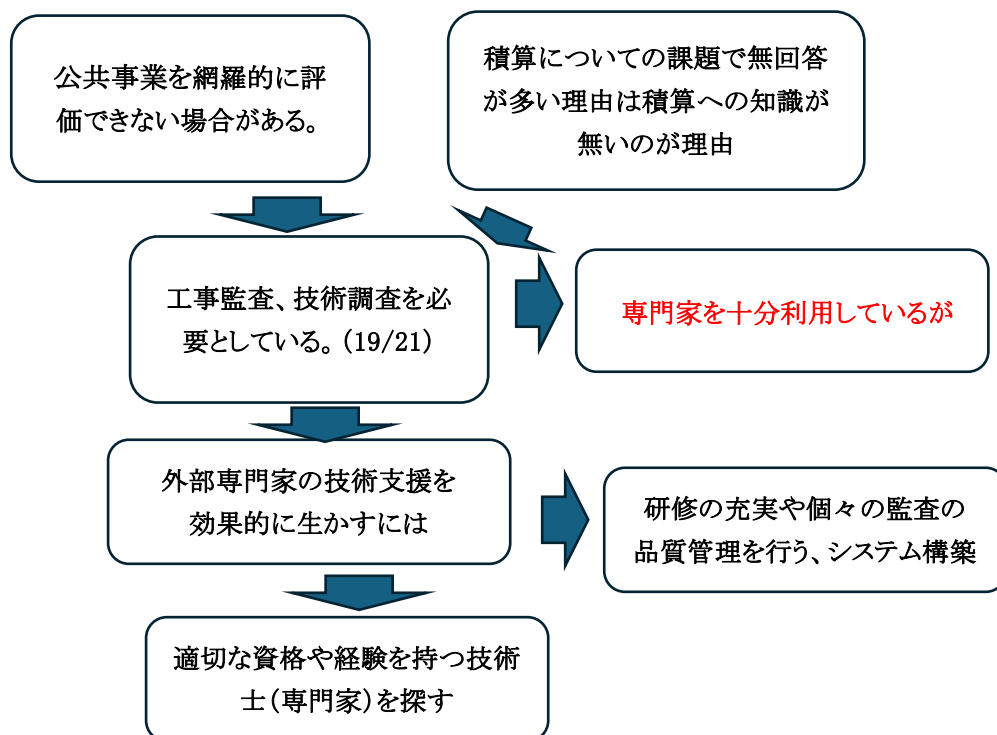 公共事業を網羅的に評
価できない場合がある。
積算についての課題で無回答
が多い理由は積算への知識が
無いのが理由
工事監査、技術調査を必
要としている。(19/21)
専門家を十分利用しているが
外部専門家の技術支援を
効果的に生かすには
研修の充実や個々の監査の
品質管理を行う、システム構築
適切な資格や経験を持つ技術
士(専門家)を探す